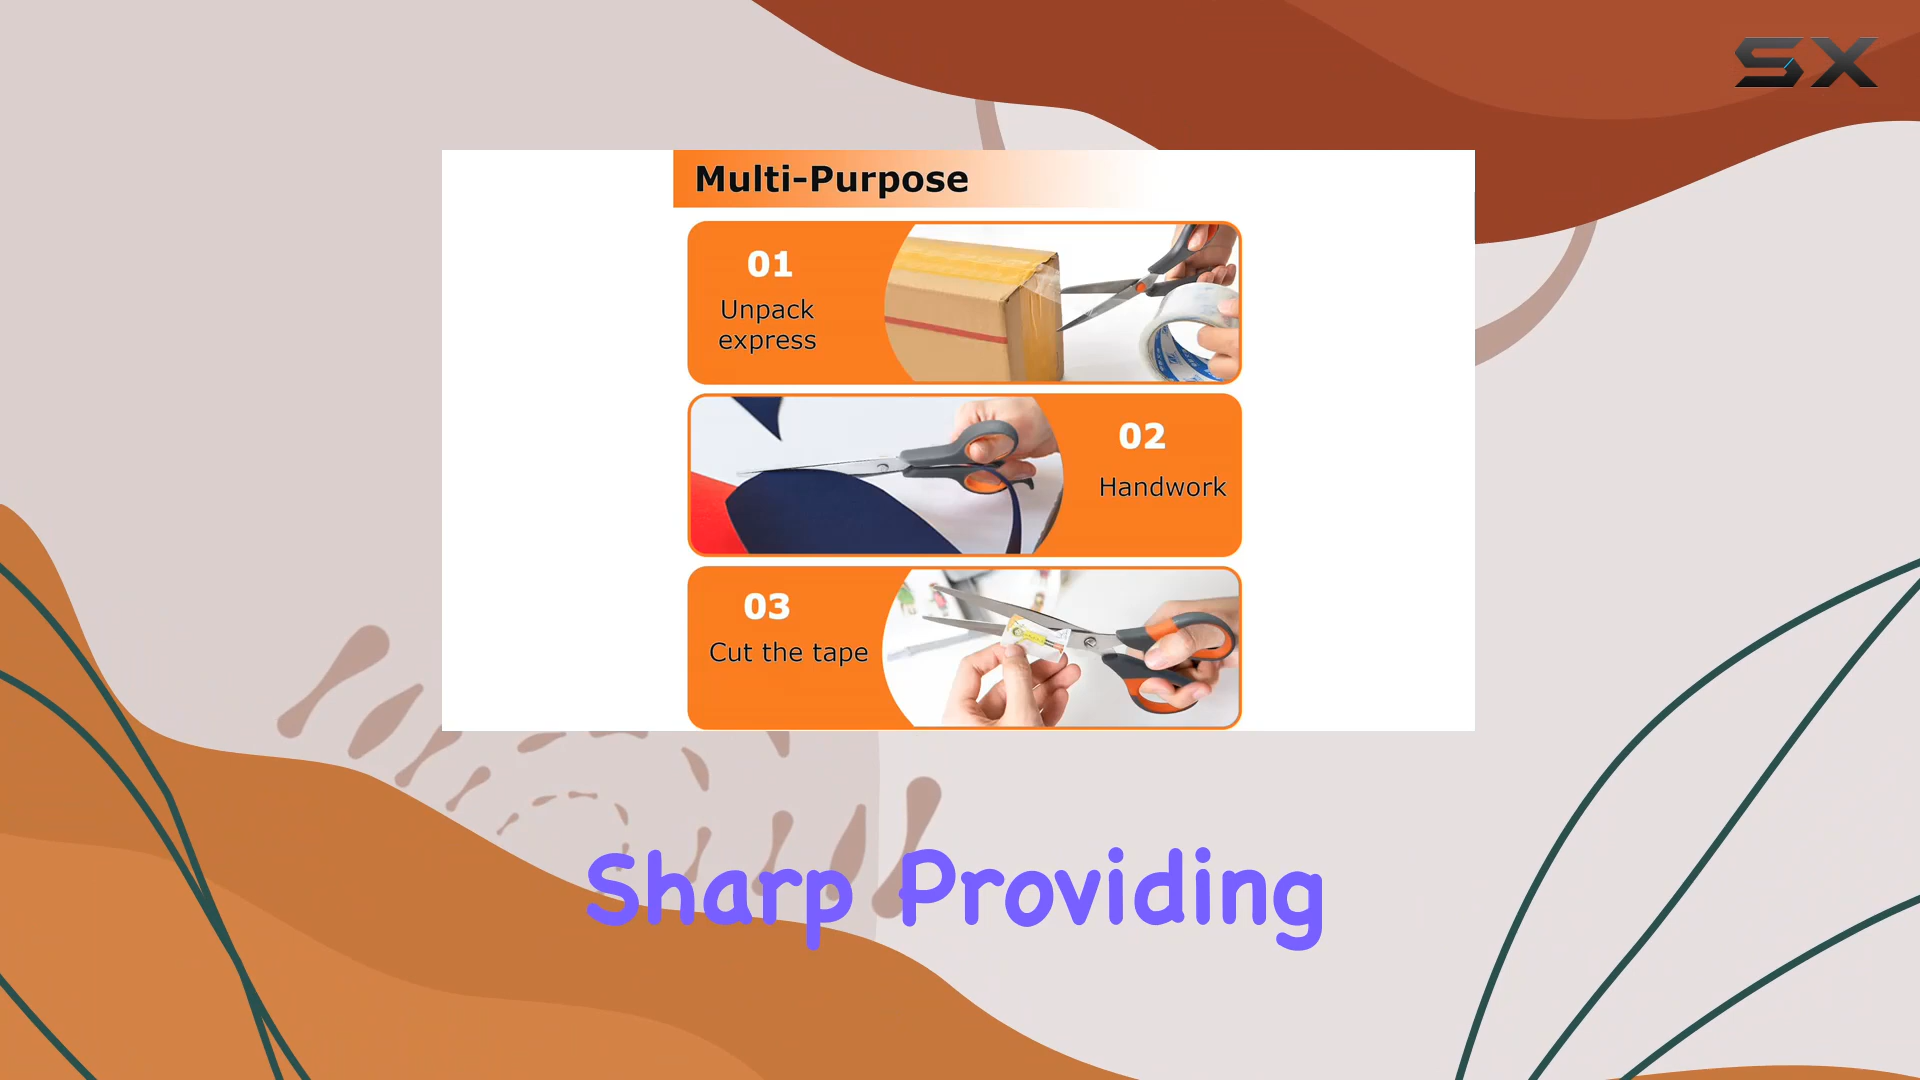 SX
Multi-Purpose
01
Unpack
express
02
Handwork
03
Cut the tape
Sharp Providing